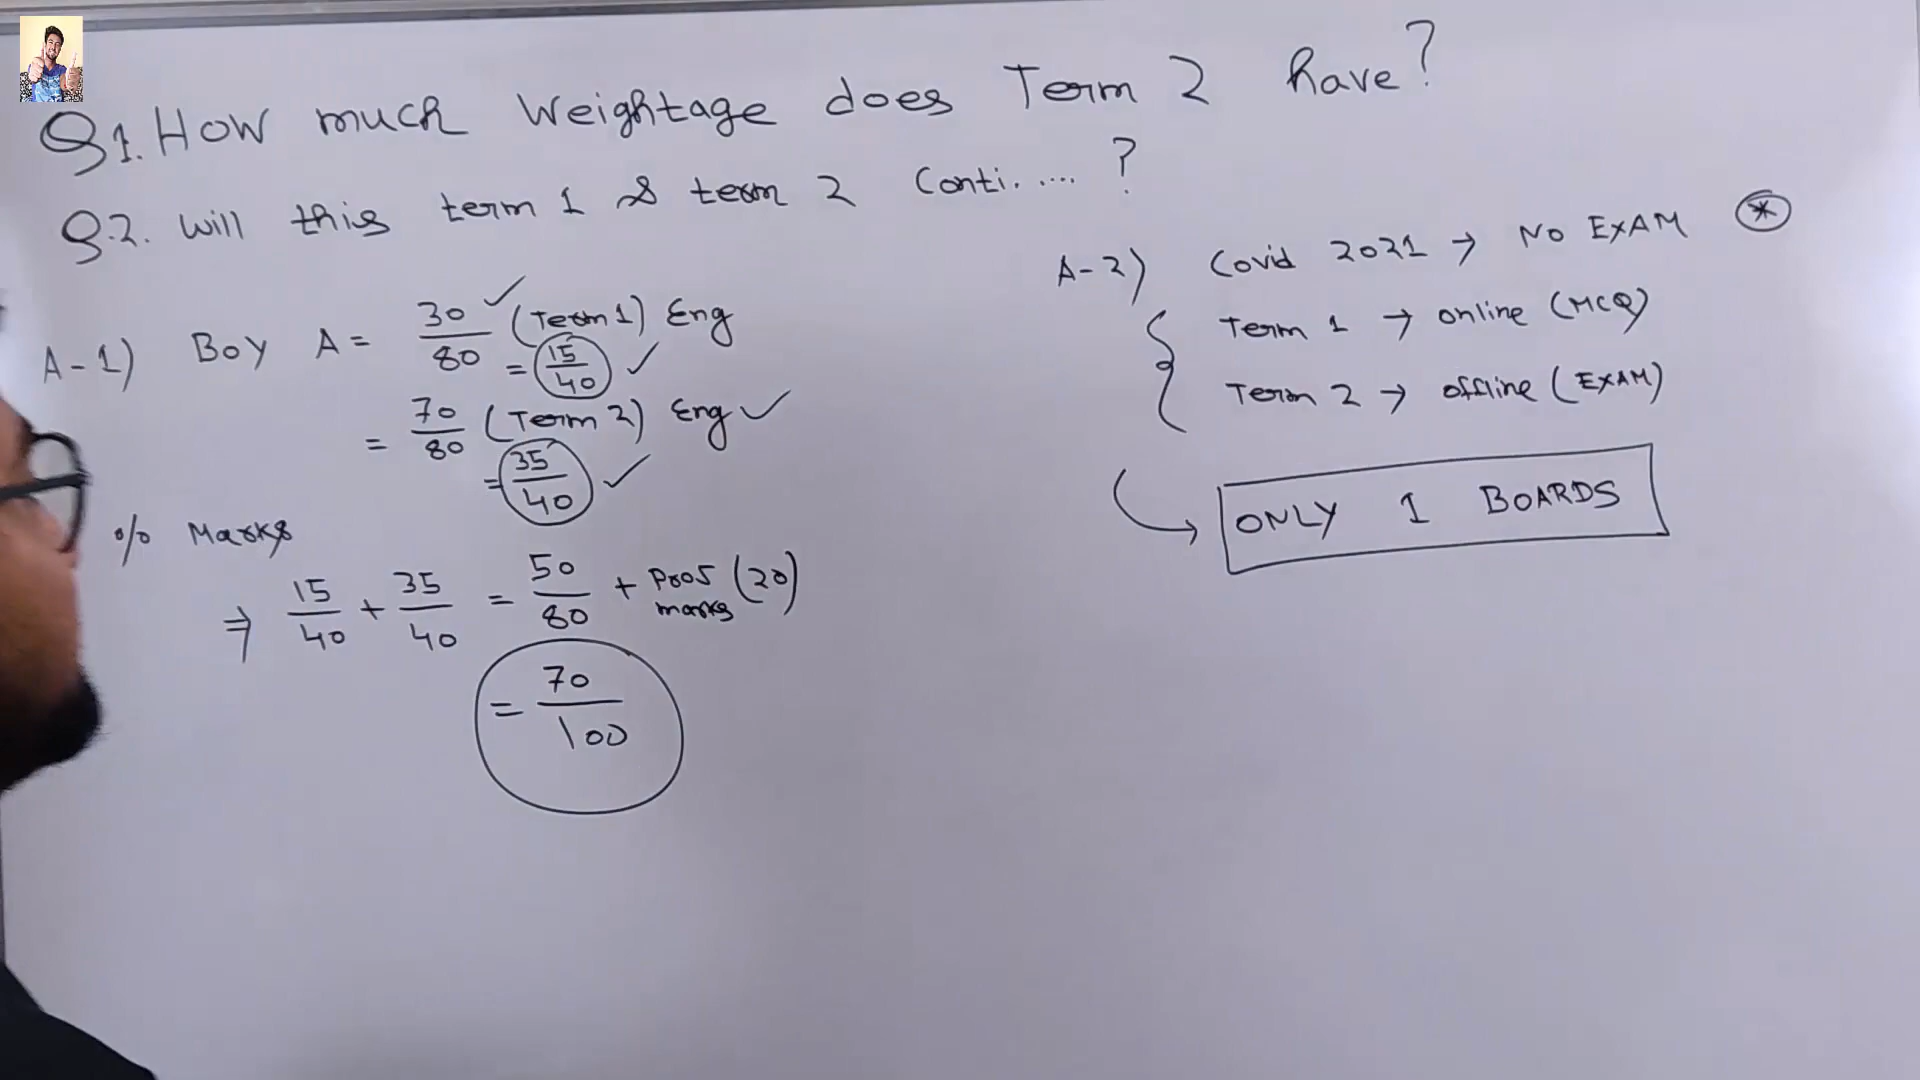 Q1. How much weightage does Term 2 have?
Q.2. Will this term 1 & term 2 conti. .... ?
A-1) Boy A = 30/80 (Term 1) Eng
= 15/40
= 70/80 (Term 2) Eng
= 35/40
% Marks
⇒ 15/40 + 35/40 = 50/80 + marks (20)
= 70/100
A-2) Covid 2021 → NO EXAM *
Term 1 → online (MCQ)
Term 2 → offline (EXAM)
ONLY 1 BOARDS